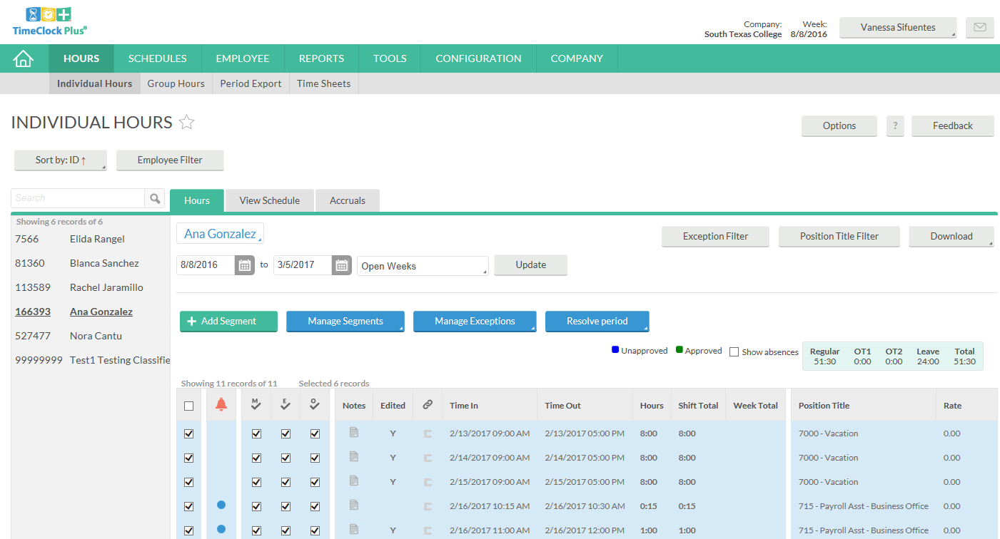 TimeClock Plus®
Company: Week:
South Texas College 8/8/2016
Vanessa Sifuentes
HOURS SCHEDULES EMPLOYEE REPORTS TOOLS CONFIGURATION COMPANY
Individual Hours Group Hours Period Export Time Sheets
INDIVIDUAL HOURS
Options ? Feedback
Sort by: ID ↑ Employee Filter
Search
Hours View Schedule Accruals
Showing 6 records of 6
7566 Elida Rangel
81360 Blanca Sanchez
113589 Rachel Jaramillo
166393 Ana Gonzalez
527477 Nora Cantu
99999999 Test1 Testing Classifie
Ana Gonzalez
Exception Filter Position Title Filter Download
8/8/2016 to 3/5/2017 Open Weeks Update
+ Add Segment Manage Segments Manage Exceptions Resolve period
Unapproved Approved Show absences
Regular OT1 OT2 Leave Total
51:30 0:00 0:00 24:00 51:30
Showing 11 records of 11 Selected 6 records
M E O Notes Edited Time In Time Out Hours Shift Total Week Total Position Title Rate
Y 2/13/2017 09:00 AM 2/13/2017 05:00 PM 8:00 8:00 7000 - Vacation 0.00
Y 2/14/2017 09:00 AM 2/14/2017 05:00 PM 8:00 8:00 7000 - Vacation 0.00
Y 2/15/2017 09:00 AM 2/15/2017 05:00 PM 8:00 8:00 7000 - Vacation 0.00
2/16/2017 10:15 AM 2/16/2017 10:30 AM 0:15 0:15 715 - Payroll Asst - Business Office 0.00
Y 2/16/2017 11:00 AM 2/16/2017 12:00 PM 1:00 1:00 715 - Payroll Asst - Business Office 0.00